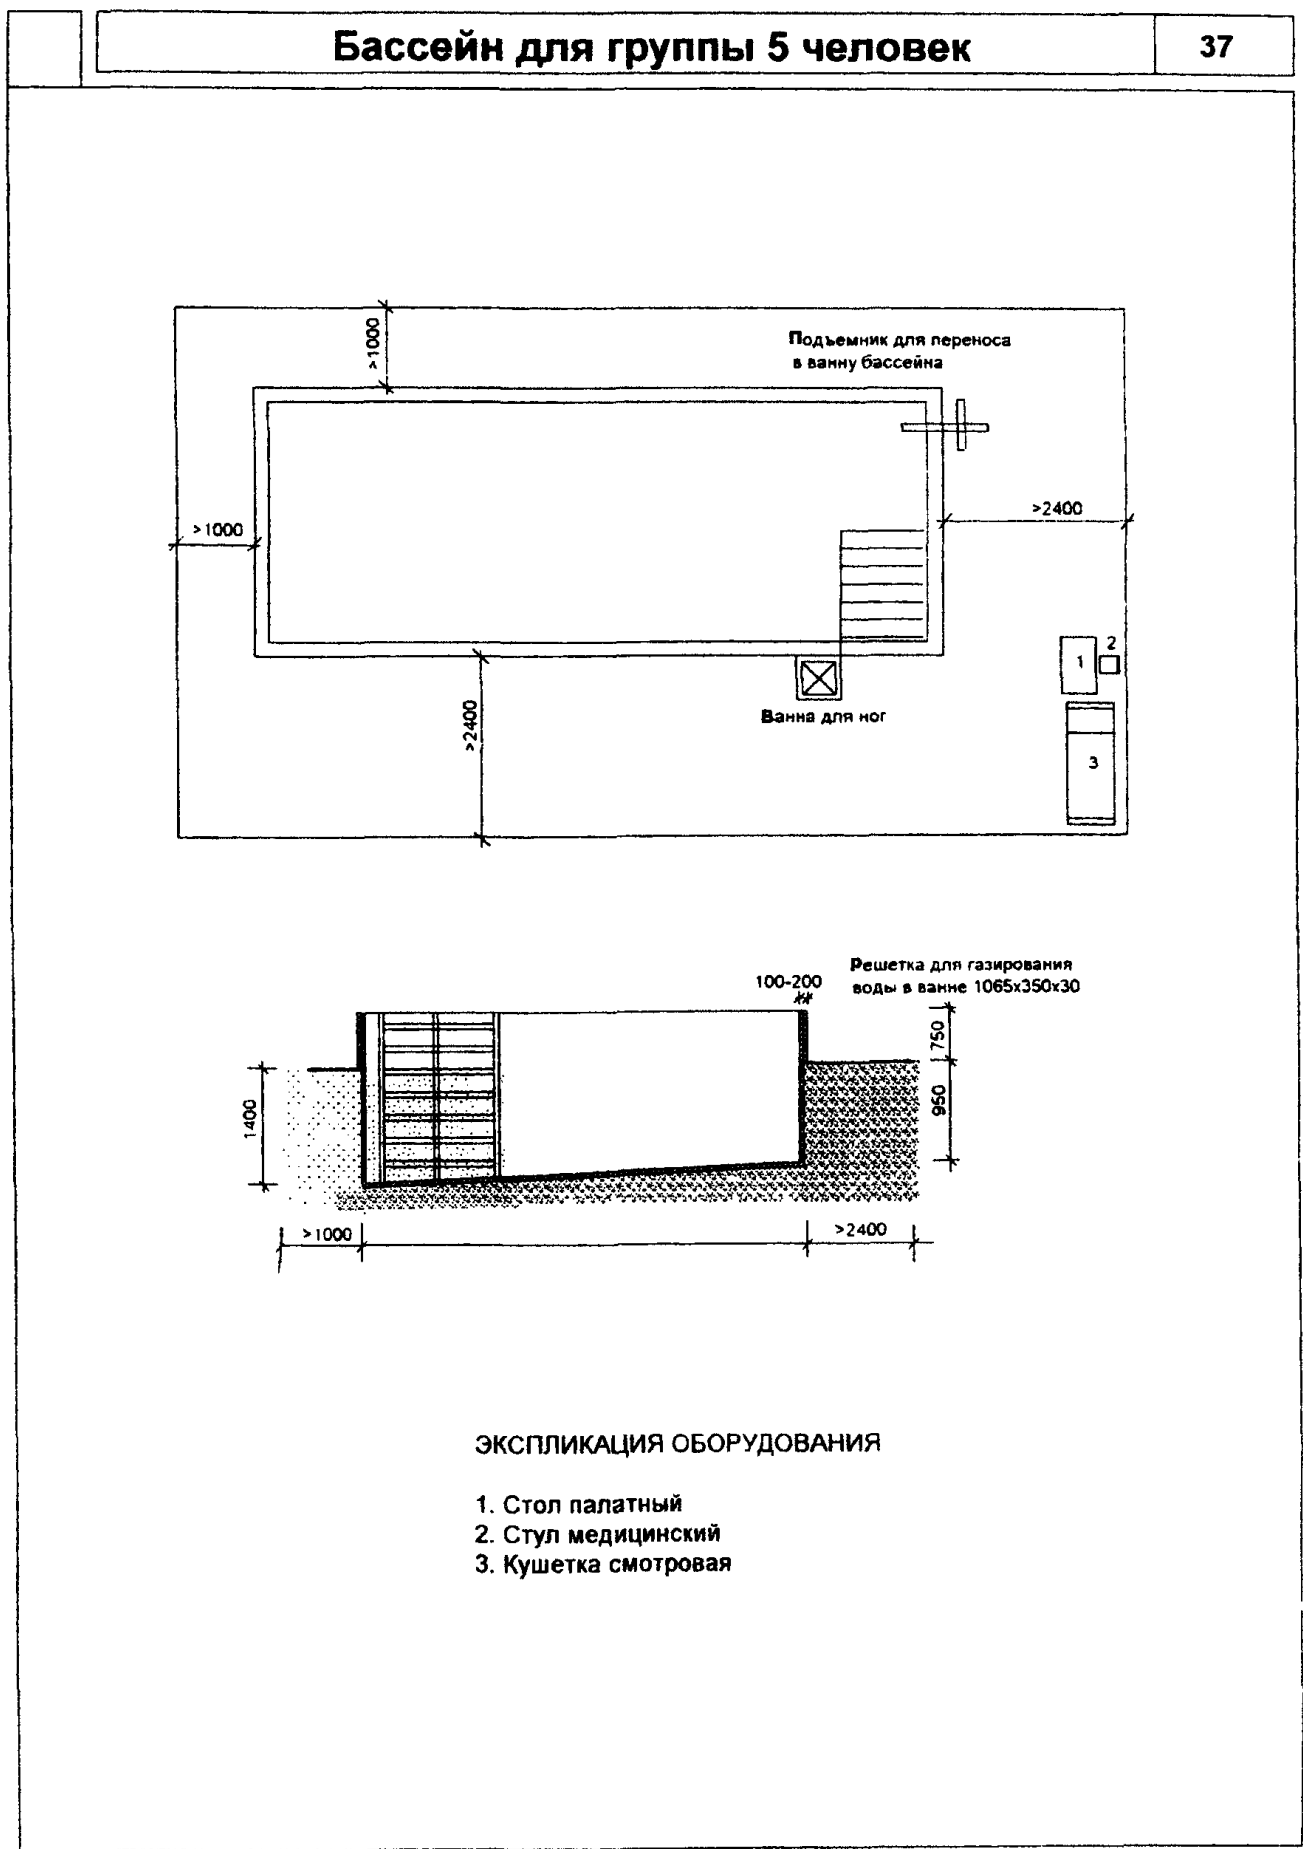 Бассейн для группы 5 человек
37
>1000
Подъемник для переноса
в ванну бассейна
>1000
>2400
1
2
3
Ванна для ног
>2400
Решетка для газирования
воды в ванне 1065x350x30
100-200
750
950
1400
>1000
>2400
ЭКСПЛИКАЦИЯ ОБОРУДОВАНИЯ
1. Стол палатный
2. Стул медицинский
3. Кушетка смотровая